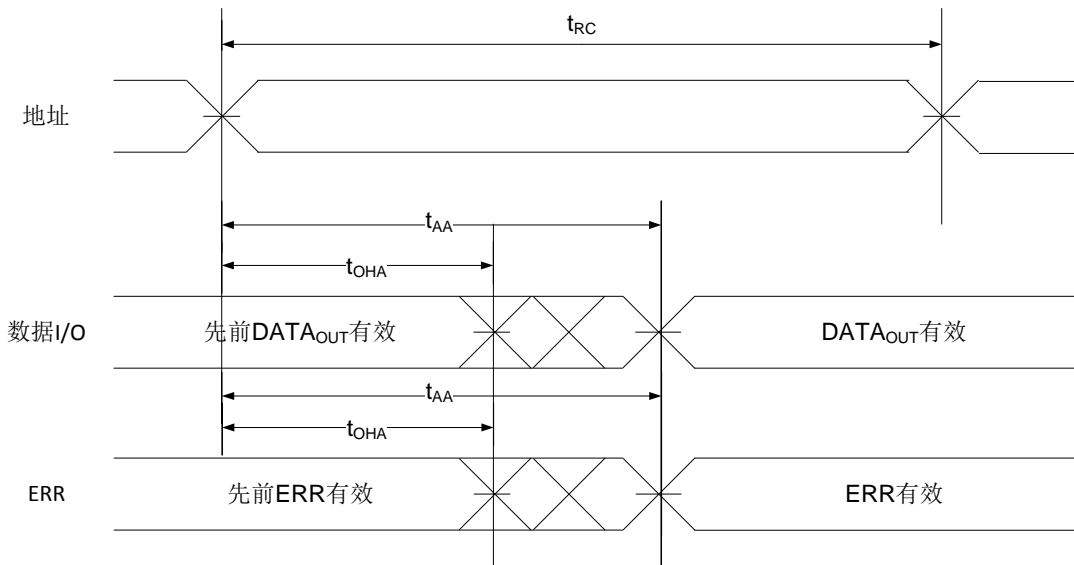 tRC
地址
tAA
tOHA
数据I/O 先前DATAOUT有效 DATAOUT有效
tAA
tOHA
ERR 先前ERR有效 ERR有效